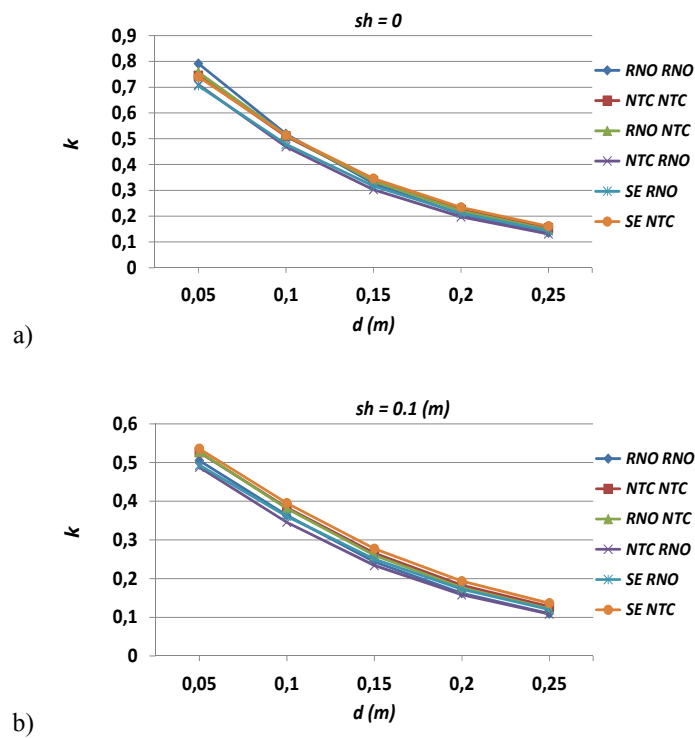 sh = 0
0,9
0,8
0,7
0,6
0,5
0,4
0,3
0,2
0,1
0
k
0,05 0,1 0,15 0,2 0,25
d (m)
RNO RNO
NTC NTC
RNO NTC
NTC RNO
SE RNO
SE NTC
a)
sh = 0.1 (m)
0,6
0,5
0,4
0,3
0,2
0,1
0
k
0,05 0,1 0,15 0,2 0,25
d (m)
RNO RNO
NTC NTC
RNO NTC
NTC RNO
SE RNO
SE NTC
b)